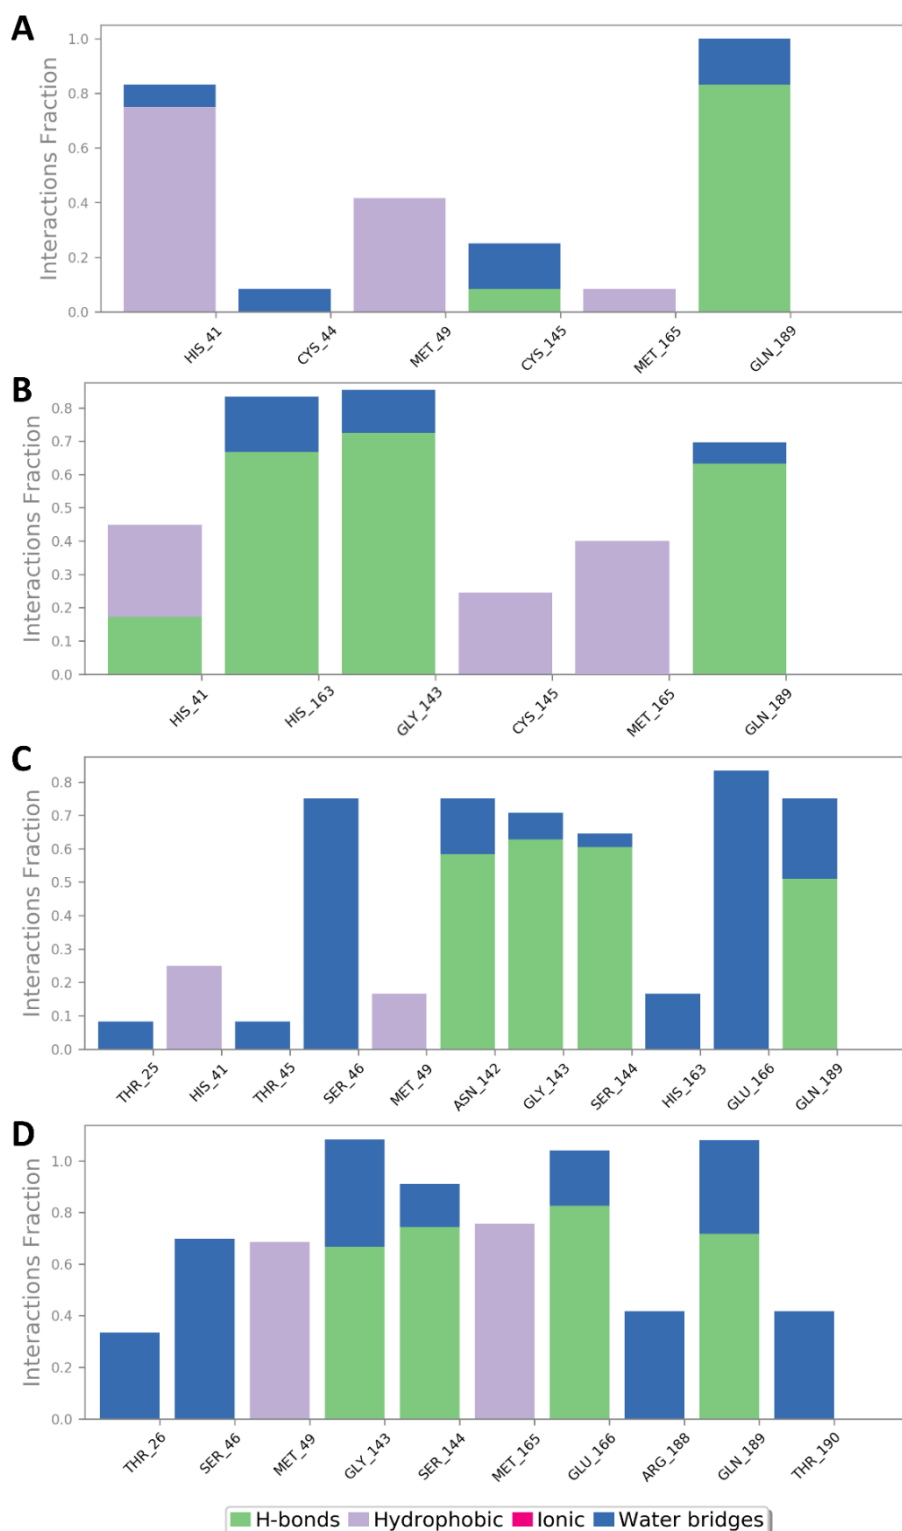 A
Interactions Fraction
1.0
0.8
0.6
0.4
0.2
0.0
HIS_41
CYS_44
MET_49
CYS_145
MET_165
GLN_189
B
Interactions Fraction
0.8
0.7
0.6
0.5
0.4
0.3
0.2
0.1
0.0
HIS_41
HIS_163
GLY_143
CYS_145
MET_165
GLN_189
C
Interactions Fraction
0.8
0.7
0.6
0.5
0.4
0.3
0.2
0.1
0.0
THR_25
HIS_41
THR_45
SER_46
MET_49
ASN_142
GLY_143
SER_144
HIS_163
GLU_166
GLN_189
D
Interactions Fraction
1.0
0.8
0.6
0.4
0.2
0.0
THR_26
SER_46
MET_49
GLY_143
SER_144
MET_165
GLU_166
ARG_188
GLN_189
THR_190
H-bonds Hydrophobic Ionic Water bridges